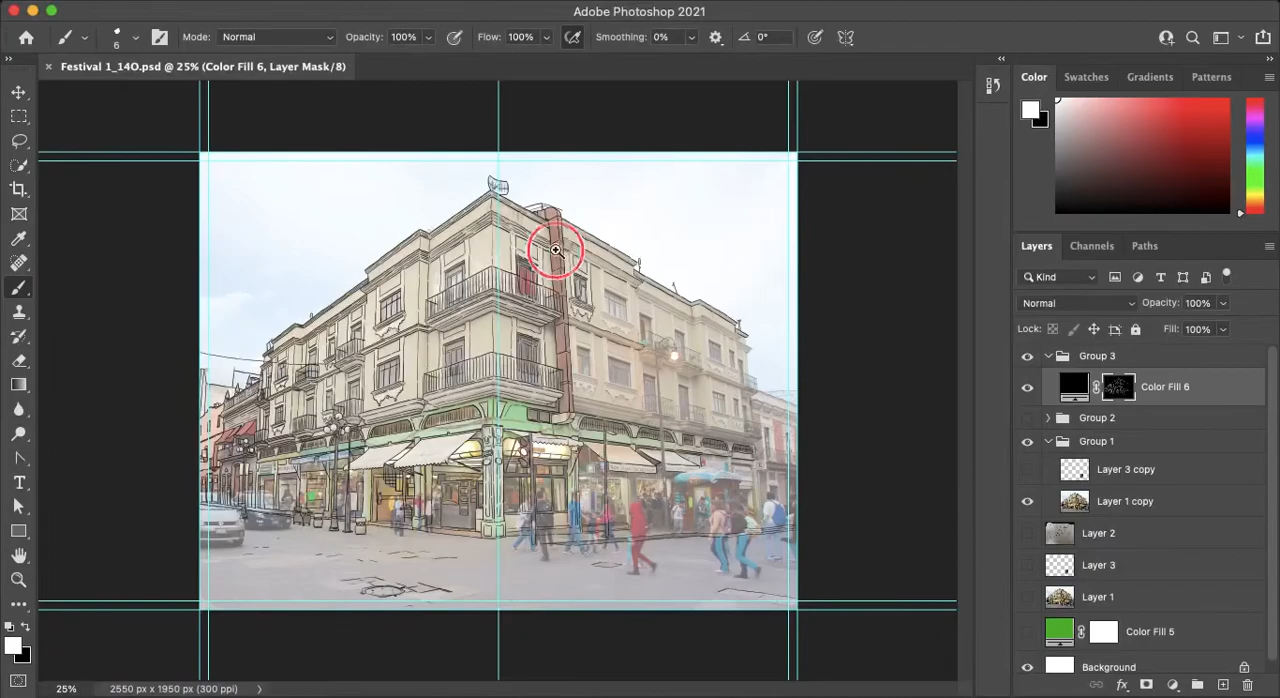 Adobe Photoshop 2021
6
Mode: Normal
Opacity: 100%
Flow: 100%
Smoothing: 0%
0°
× Festival 1_14O.psd @ 25% (Color Fill 6, Layer Mask/8)
Color Swatches Gradients Patterns
Layers Channels Paths
Kind
Normal Opacity: 100%
Lock: Fill: 100%
Group 3
Color Fill 6
Group 2
Group 1
Layer 3 copy
Layer 1 copy
Layer 2
Layer 3
Layer 1
Color Fill 5
Background
25% 2550 px x 1950 px (300 ppi)
fx